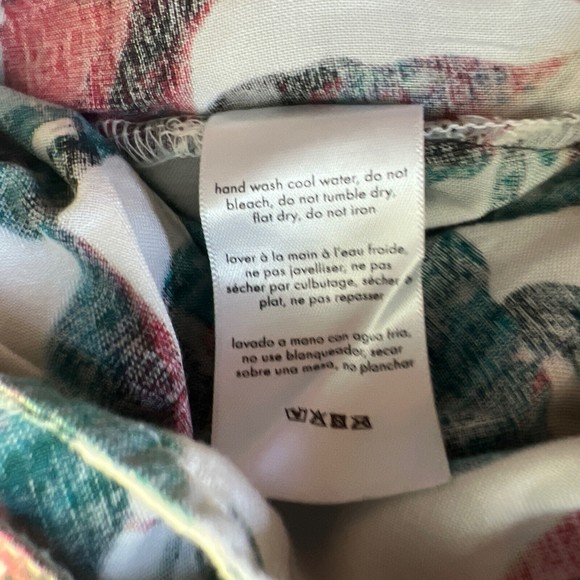 hand wash cool water, do not
bleach, do not tumble dry,
flat dry, do not iron
laver à la main à l'eau froide,
ne pas javelliser, ne pas
sécher par culbutage, sécher à
plat, ne pas repasser
lavado a mano con agua fria,
no use blanqueador, secar
sobre una mesa, no planchar